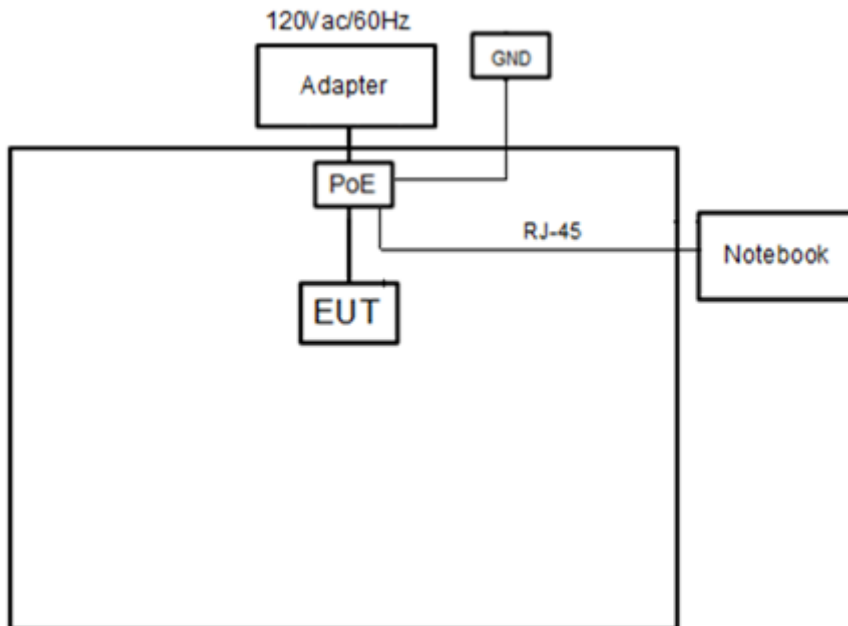 120Vac/60Hz
GND
Adapter
PoE
RJ-45
Notebook
EUT